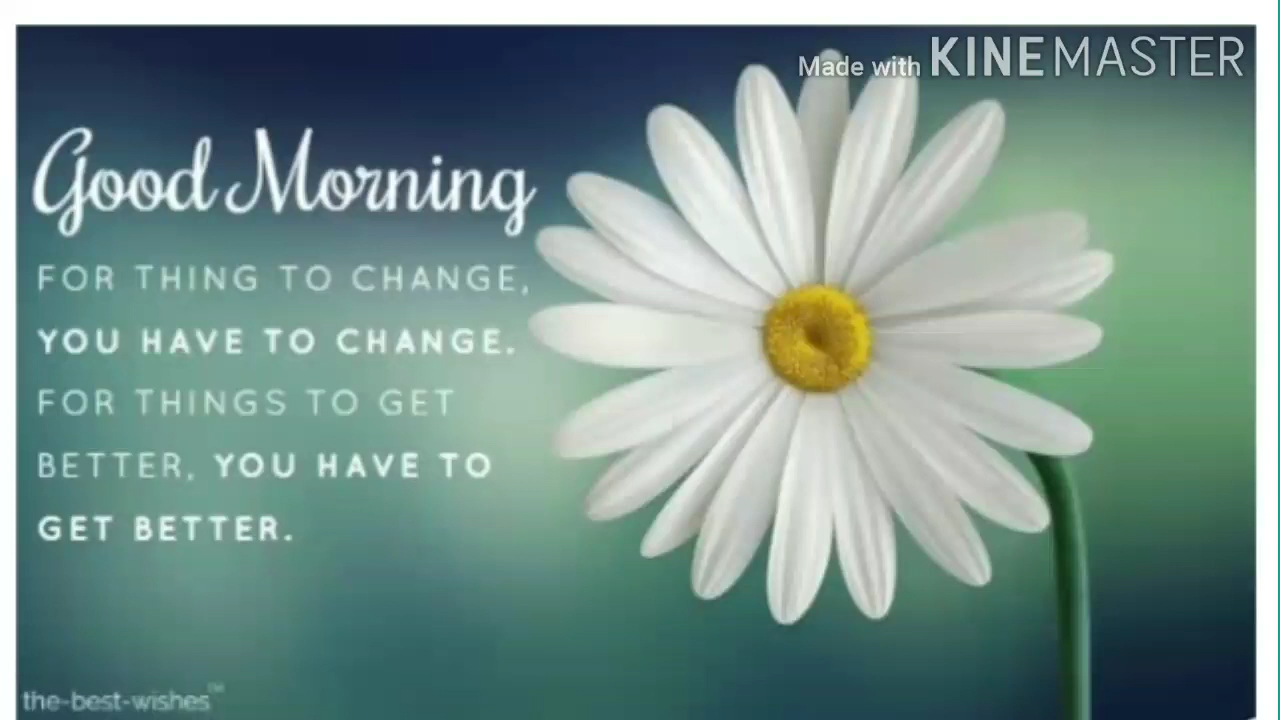 Made with KINEMASTER
Good Morning
FOR THING TO CHANGE,
YOU HAVE TO CHANGE.
FOR THINGS TO GET
BETTER, YOU HAVE TO
GET BETTER.
the-best-wishes™